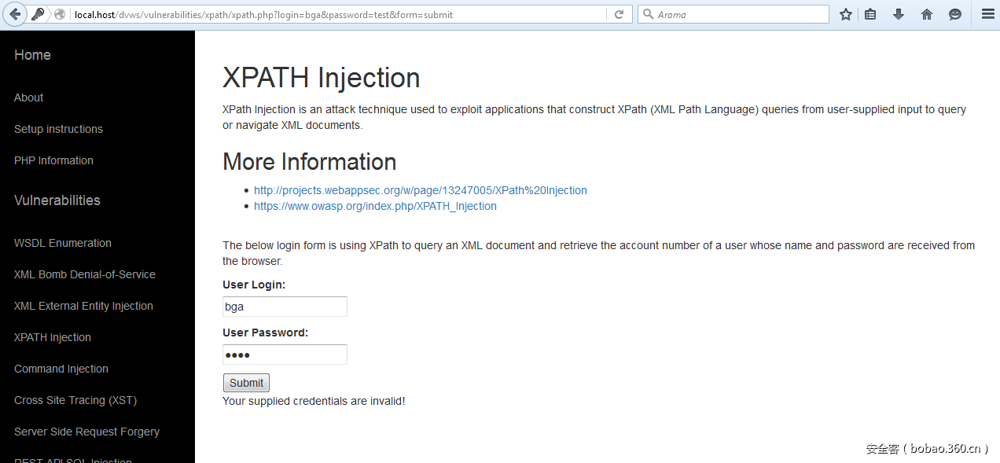 local.host/dvws/vulnerabilities/xpath/xpath.php?login=bga&password=test&form=submit
Arama
Home
About
Setup instructions
PHP Information
Vulnerabilities
WSDL Enumeration
XML Bomb Denial-of-Service
XML External Entity Injection
XPATH Injection
Command Injection
Cross Site Tracing (XST)
Server Side Request Forgery
REST API SQL Injection
XPATH Injection
XPath Injection is an attack technique used to exploit applications that construct XPath (XML Path Language) queries from user-supplied input to query
or navigate XML documents.
More Information
http://projects.webappsec.org/w/page/13247005/XPath%20Injection
https://www.owasp.org/index.php/XPATH_Injection
The below login form is using XPath to query an XML document and retrieve the account number of a user whose name and password are received from
the browser.
User Login:
bga
User Password:
●●●●
Submit
Your supplied credentials are invalid!
安全客（bobao.360.cn）